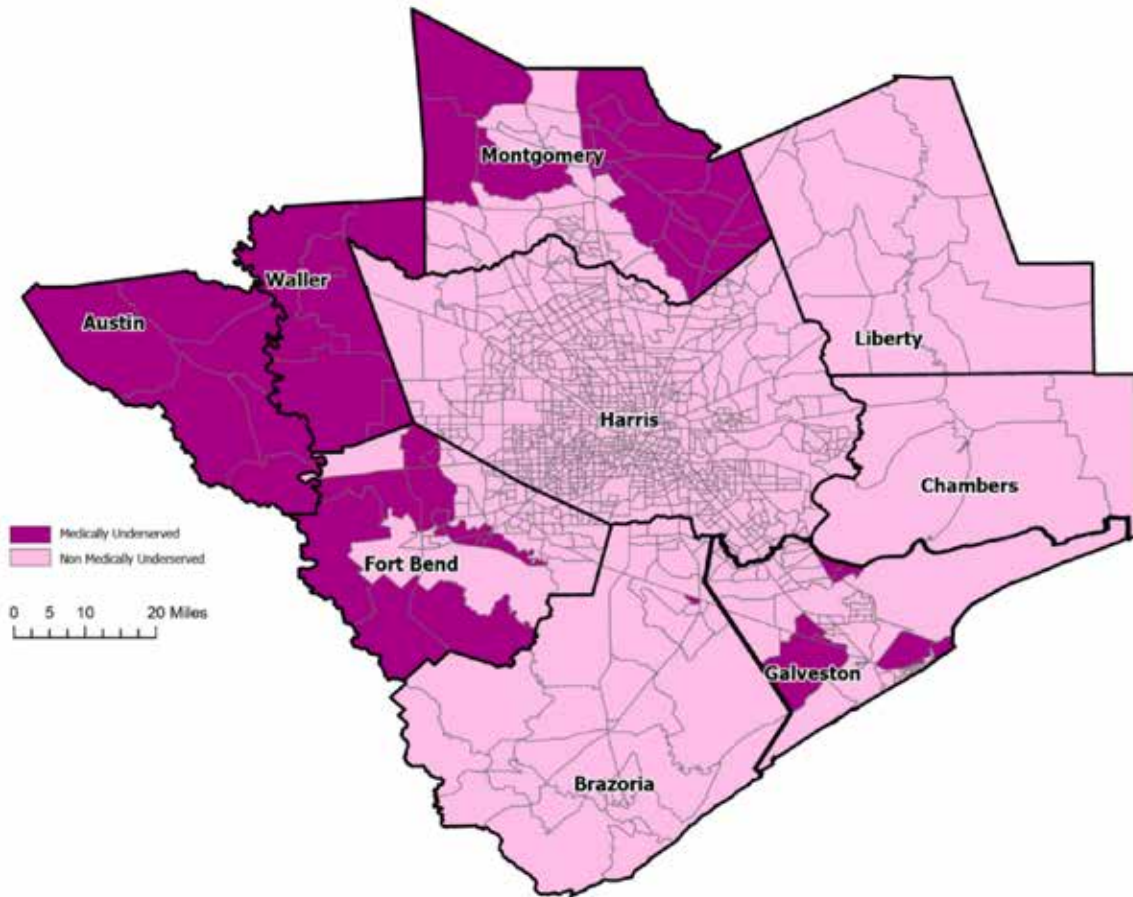 Montgomery
Waller
Austin
Liberty
Harris
Chambers
Medically Underserved
Non Medically Underserved
Fort Bend
0 5 10 20 Miles
Galveston
Brazoria